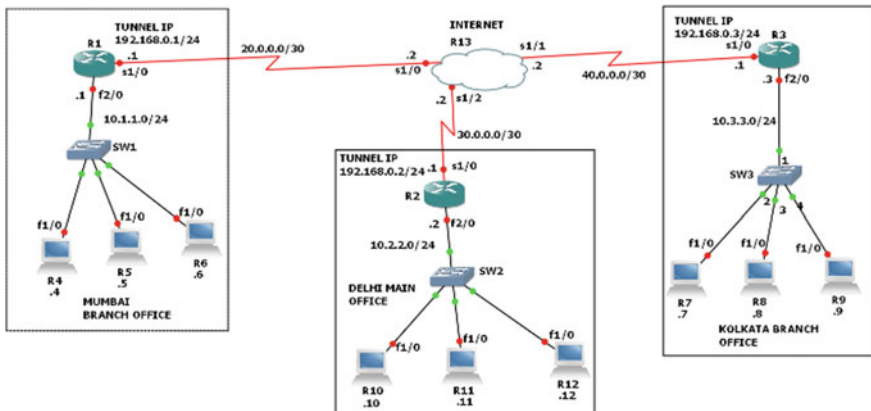 TUNNEL IP
192.168.0.1/24
R1
.1
s1/0
.1
f2/0
10.1.1.0/24
SW1
f1/0
f1/0
f1/0
R4
.4
R5
.5
R6
.6
MUMBAI
BRANCH OFFICE
20.0.0.0/30
INTERNET
R13
.2
s1/0
s1/1
.2
.2
s1/2
40.0.0.0/30
30.0.0.0/30
TUNNEL IP
192.168.0.2/24
.1
s1/0
R2
.2
f2/0
10.2.2.0/24
SW2
DELHI MAIN
OFFICE
f1/0
f1/0
f1/0
R10
.10
R11
.11
R12
.12
TUNNEL IP
192.168.0.3/24
R3
s1/0
.1
.3
f2/0
10.3.3.0/24
1
SW3
2
3
4
f1/0
f1/0
f1/0
R7
.7
R8
.8
R9
.9
KOLKATA BRANCH
OFFICE